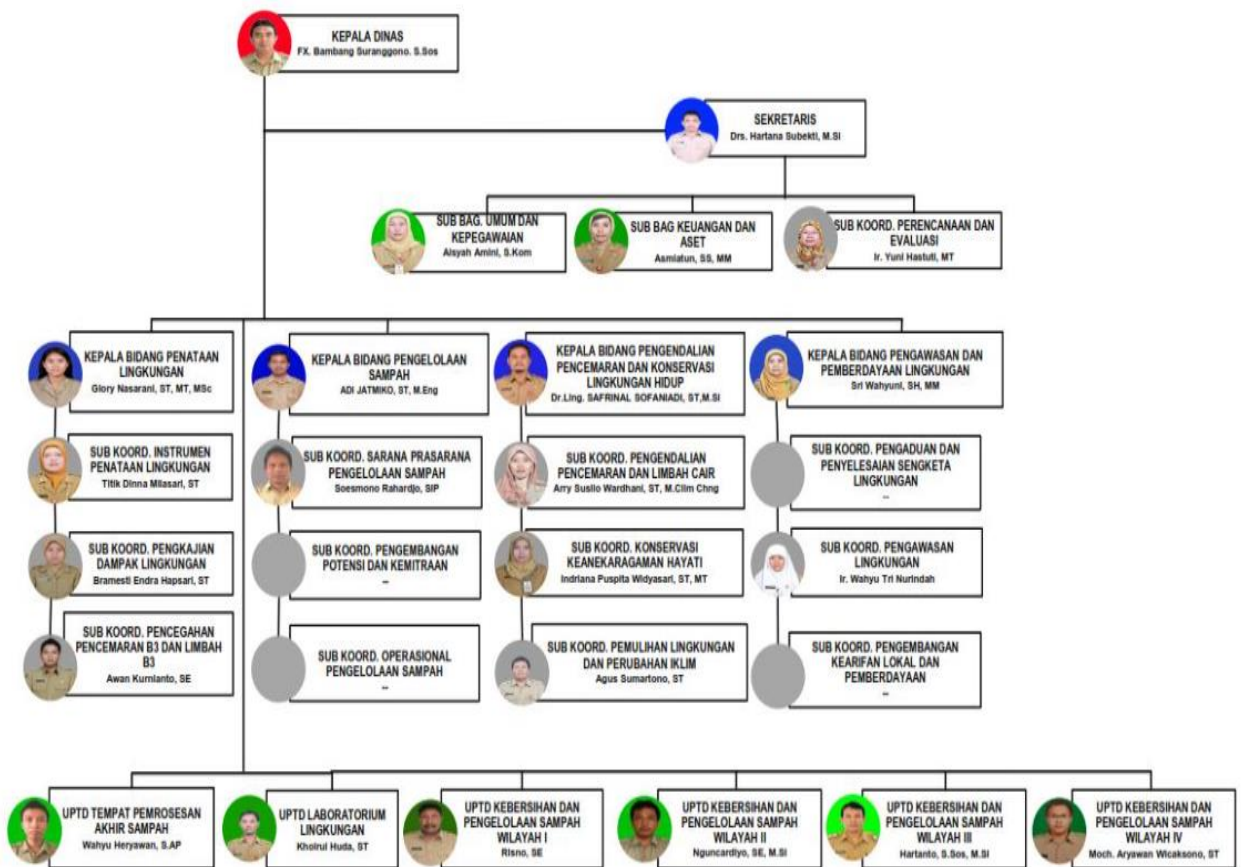 KEPALA DINAS
FX. Bambang Suranggono. S.Sos
SEKRETARIS
Drs. Hartana Subekti, M.SI
SUB BAG. UMUM DAN
KEPEGAWAIAN
Aisyah Amini, S.Kom
SUB BAG KEUANGAN DAN
ASET
Asmiatun, SS, MM
SUB KOORD. PERENCANAAN DAN
EVALUASI
Ir. Yuni Hastuti, MT
KEPALA BIDANG PENATAAN
LINGKUNGAN
Glory Nasarani, ST, MT, MSc
KEPALA BIDANG PENGELOLAAN
SAMPAH
ADI JATMIKO, ST, M.Eng
KEPALA BIDANG PENGENDALIAN
PENCEMARAN DAN KONSERVASI
LINGKUNGAN HIDUP
Dr.Ling. SAFRINAL SOFANIADI, ST,M.SI
KEPALA BIDANG PENGAWASAN DAN
PEMBERDAYAAN LINGKUNGAN
Sri Wahyuni, SH, MM
SUB KOORD. INSTRUMEN
PENATAAN LINGKUNGAN
Titik Dinna Milasari, ST
SUB KOORD. SARANA PRASARANA
PENGELOLAAN SAMPAH
Soesmono Rahardjo, SIP
SUB KOORD. PENGENDALIAN
PENCEMARAN DAN LIMBAH CAIR
Arry Susilo Wardhani, ST, M.Clim Chng
SUB KOORD. PENGADUAN DAN
PENYELESAIAN SENGKETA
LINGKUNGAN
--
SUB KOORD. PENGKAJIAN
DAMPAK LINGKUNGAN
Bramesti Endra Hapsari, ST
SUB KOORD. PENGEMBANGAN
POTENSI DAN KEMITRAAN
--
SUB KOORD. KONSERVASI
KEANEKARAGAMAN HAYATI
Indriana Puspita Widyasari, ST, MT
SUB KOORD. PENGAWASAN
LINGKUNGAN
Ir. Wahyu Tri Nurindah
SUB KOORD. PENCEGAHAN
PENCEMARAN B3 DAN LIMBAH
B3
Awan Kurnianto, SE
SUB KOORD. OPERASIONAL
PENGELOLAAN SAMPAH
--
SUB KOORD. PEMULIHAN LINGKUNGAN
DAN PERUBAHAN IKLIM
Agus Sumartono, ST
SUB KOORD. PENGEMBANGAN
KEARIFAN LOKAL DAN
PEMBERDAYAAN
--
UPTD TEMPAT PEMROSESAN
AKHIR SAMPAH
Wahyu Heryawan, S.AP
UPTD LABORATORIUM
LINGKUNGAN
Khoirul Huda, ST
UPTD KEBERSIHAN DAN
PENGELOLAAN SAMPAH
WILAYAH I
Risno, SE
UPTD KEBERSIHAN DAN
PENGELOLAAN SAMPAH
WILAYAH II
Nguncardiyo, SE, M.SI
UPTD KEBERSIHAN DAN
PENGELOLAAN SAMPAH
WILAYAH III
Hartanto, S.Sos, M.SI
UPTD KEBERSIHAN DAN
PENGELOLAAN SAMPAH
WILAYAH IV
Moch. Aryawan Wicaksono, ST